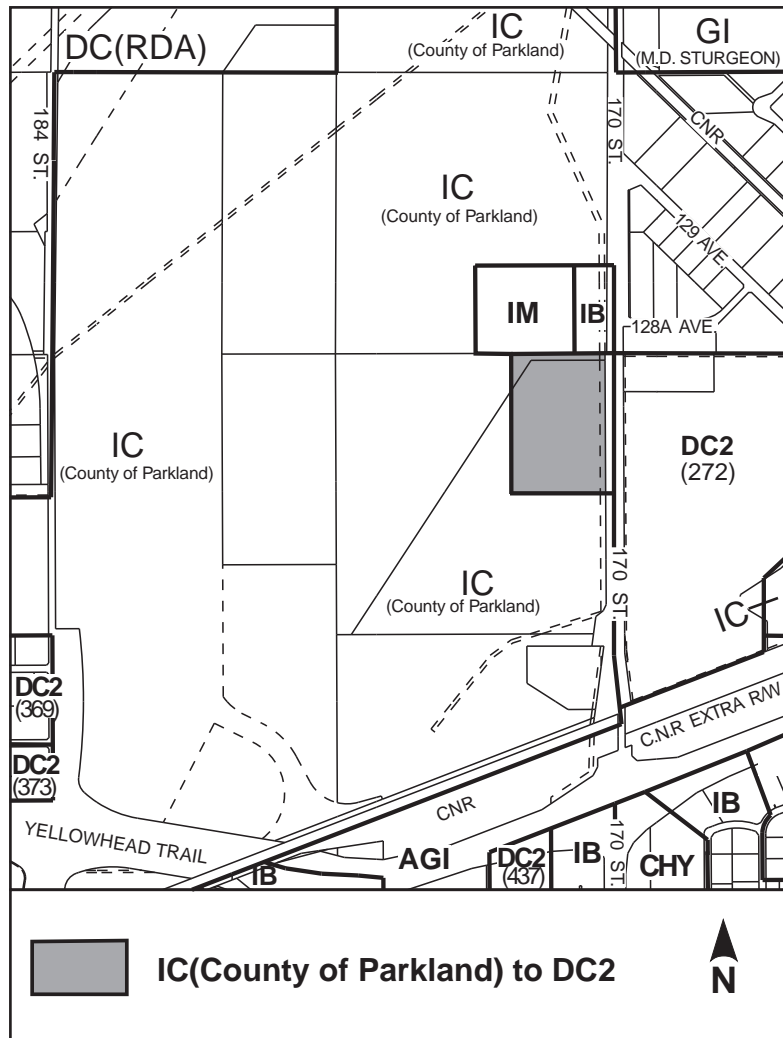 DC(RDA)
IC
(County of Parkland)
GI
(M.D. STURGEON)
184 ST.
170 ST.
CNR
IC
(County of Parkland)
129 AVE.
IM
IB
128A AVE.
IC
(County of Parkland)
DC2
(272)
IC
(County of Parkland)
170 ST.
IC
DC2
(369)
DC2
(373)
C.N.R EXTRA R/W
CNR
YELLOWHEAD TRAIL
IB
AGI
DC2
(437)
IB
170 ST.
CHY
IB
IC(County of Parkland) to DC2
N